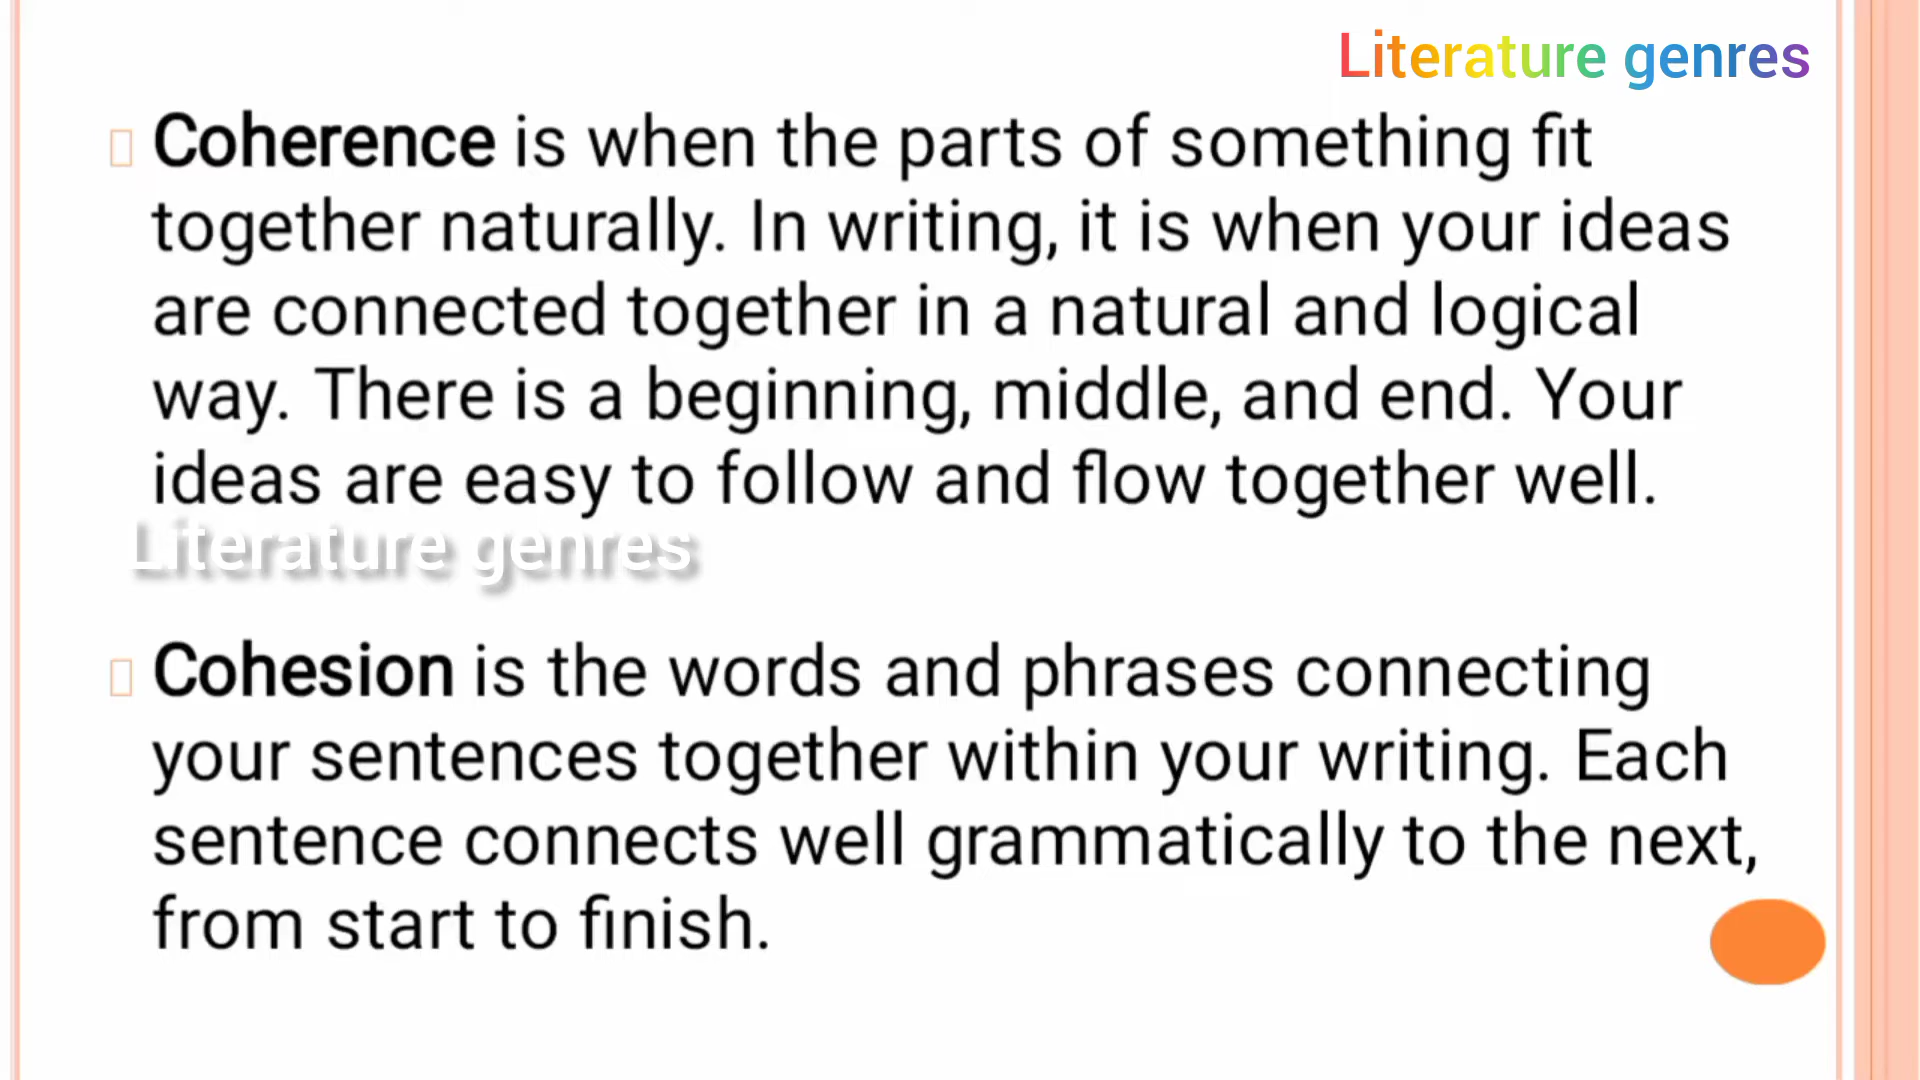 Literature genres
Coherence is when the parts of something fit
together naturally. In writing, it is when your ideas
are connected together in a natural and logical
way. There is a beginning, middle, and end. Your
ideas are easy to follow and flow together well.
Literature genres
Cohesion is the words and phrases connecting
your sentences together within your writing. Each
sentence connects well grammatically to the next,
from start to finish.